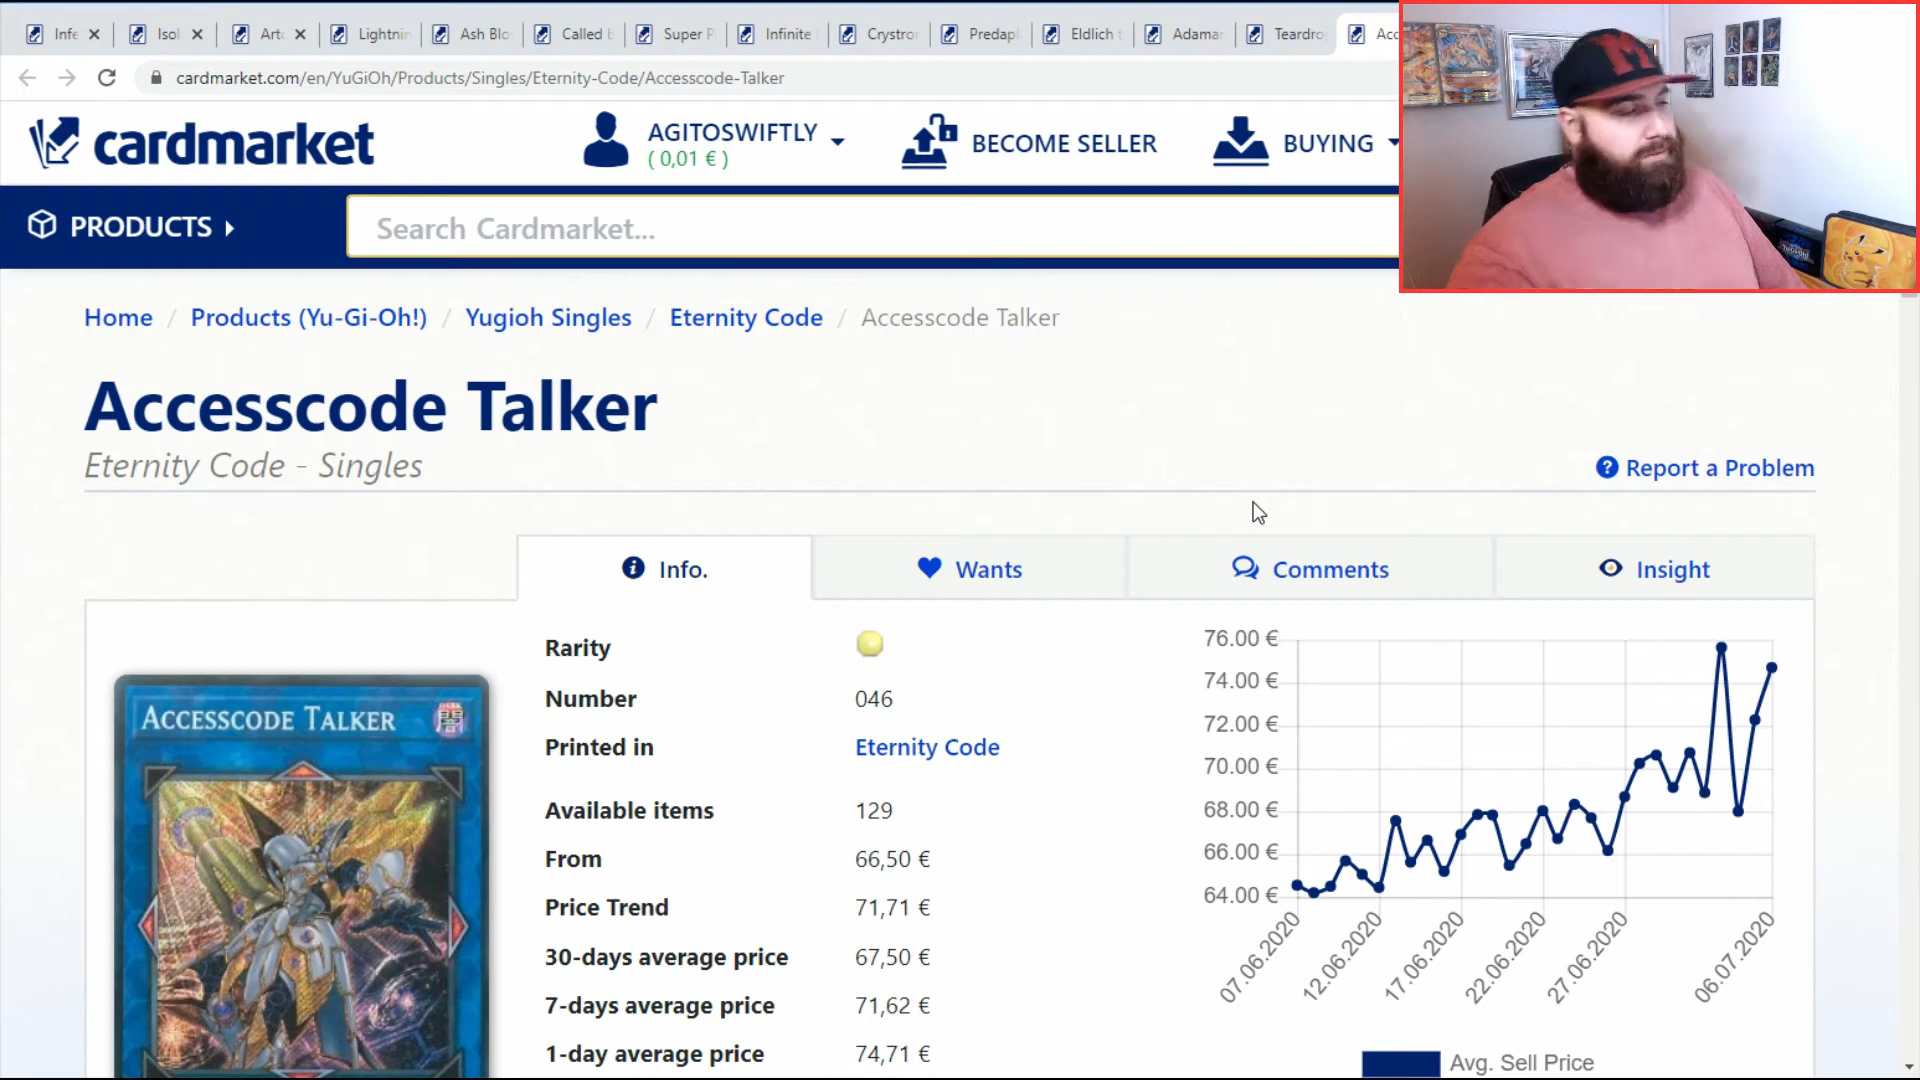 Infe
Isol
Arto
Lightnin
Ash Blo
Called b
Super P
Infinite
Crystron
Predapl
Eldlich
Adamar
Teardro
Acc
cardmarket.com/en/YuGiOh/Products/Singles/Eternity-Code/Accesscode-Talker
cardmarket
AGITOSWIFTLY
( 0,01 € )
BECOME SELLER
BUYING
PRODUCTS
Search Cardmarket...
Home / Products (Yu-Gi-Oh!) / Yugioh Singles / Eternity Code / Accesscode Talker
Accesscode Talker
Eternity Code - Singles
Report a Problem
Info.
Wants
Comments
Insight
ACCESSCODE TALKER
闇
Rarity
Number 046
Printed in Eternity Code
Available items 129
From 66,50 €
Price Trend 71,71 €
30-days average price 67,50 €
7-days average price 71,62 €
1-day average price 74,71 €
76.00 €
74.00 €
72.00 €
70.00 €
68.00 €
66.00 €
64.00 €
07.06.2020
12.06.2020
17.06.2020
22.06.2020
27.06.2020
06.07.2020
Avg. Sell Price